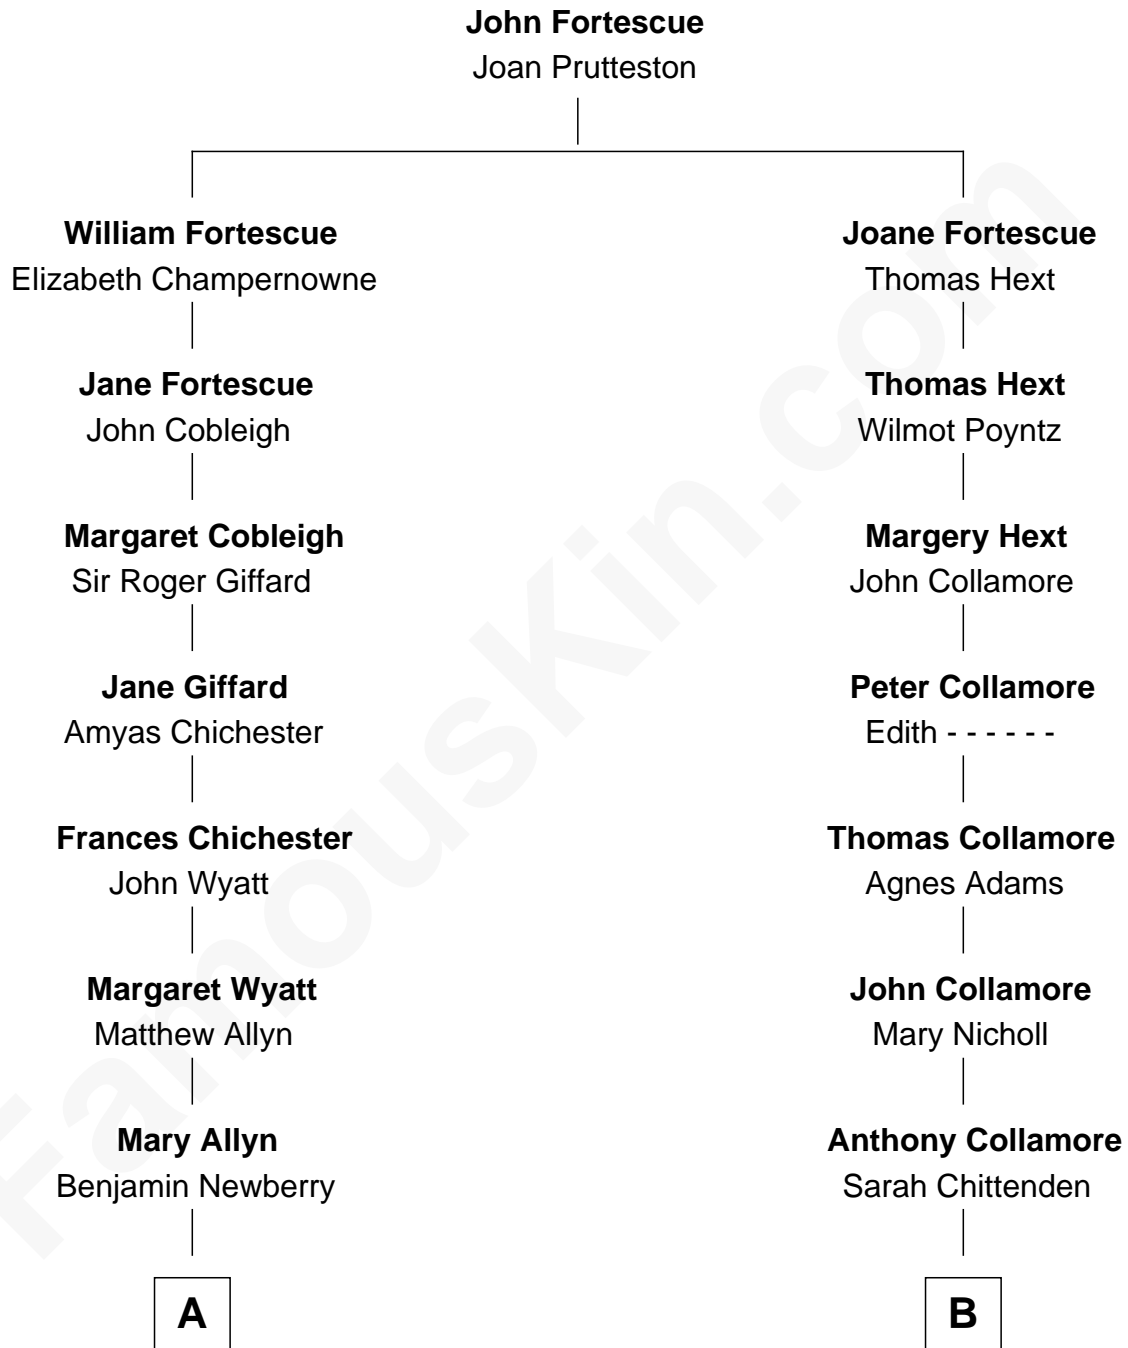 John Fortescue
Joan Prutteston
William Fortescue
Elizabeth Champernowne
Joane Fortescue
Thomas Hext
Jane Fortescue
John Cobleigh
Thomas Hext
Wilmot Poyntz
Margaret Cobleigh
Sir Roger Giffard
Margery Hext
John Collamore
Jane Giffard
Amyas Chichester
Peter Collamore
Edith - - - - - -
Frances Chichester
John Wyatt
Thomas Collamore
Agnes Adams
Margaret Wyatt
Matthew Allyn
John Collamore
Mary Nicholl
Mary Allyn
Benjamin Newberry
Anthony Collamore
Sarah Chittenden
A
B
FamousKin.com